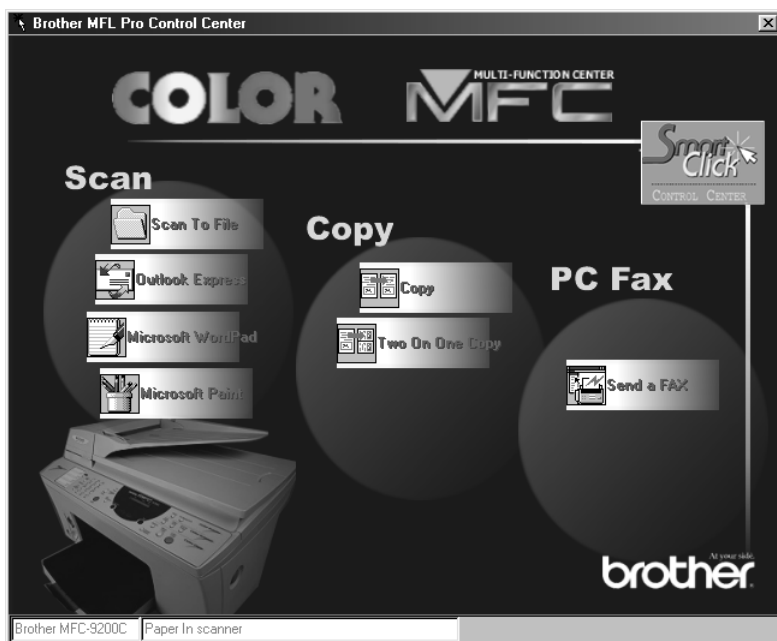 Brother MFL Pro Control Center
COLOR
MULTI-FUNCTION CENTER
MFC
Smart
Click
CONTROL CENTER
Scan
Scan To File
Outlook Express
Microsoft WordPad
Microsoft Paint
Copy
Copy
Two On One Copy
PC Fax
Send a FAX
At your side.
brother
Brother MFC-9200C
Paper In scanner